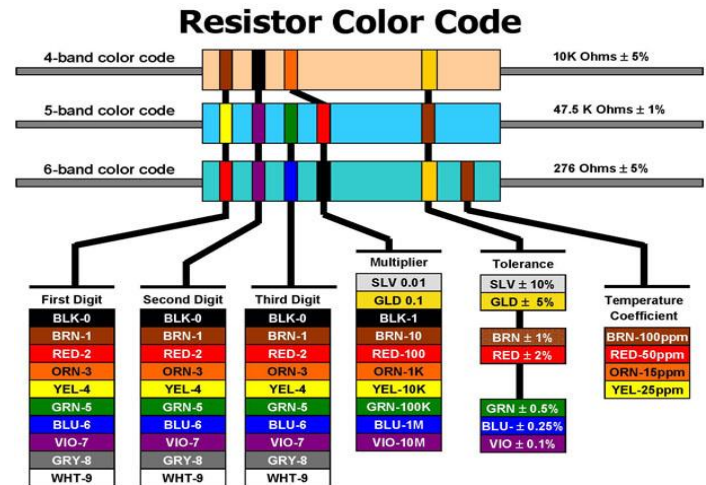 Resistor Color Code
4-band color code
10K Ohms ± 5%
5-band color code
47.5 K Ohms ± 1%
6-band color code
276 Ohms ± 5%
First Digit
BLK-0
BRN-1
RED-2
ORN-3
YEL-4
GRN-5
BLU-6
VIO-7
GRY-8
WHT-9
Second Digit
BLK-0
BRN-1
RED-2
ORN-3
YEL-4
GRN-5
BLU-6
VIO-7
GRY-8
WHT-9
Third Digit
BLK-0
BRN-1
RED-2
ORN-3
YEL-4
GRN-5
BLU-6
VIO-7
GRY-8
WHT-9
Multiplier
SLV 0.01
GLD 0.1
BLK-1
BRN-10
RED-100
ORN-1K
YEL-10K
GRN-100K
BLU-1M
VIO-10M
Tolerance
SLV ± 10%
GLD ± 5%
BRN ± 1%
RED ± 2%
GRN ± 0.5%
BLU- ± 0.25%
VIO ± 0.1%
Temperature
Coefficient
BRN-100ppm
RED-50ppm
ORN-15ppm
YEL-25ppm